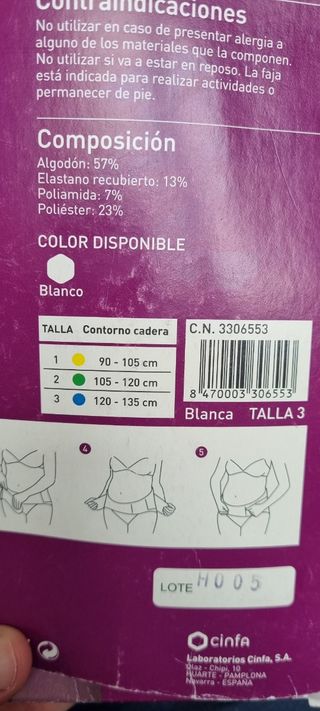 Contraindicaciones
No utilizar en caso de presentar alergia a
alguno de los materiales que la componen.
No utilizar si va a estar en reposo. La faja
está indicada para realizar actividades o
permanecer de pie.
Composición
Algodón: 57%
Elastano recubierto: 13%
Poliamida: 7%
Poliéster: 23%
COLOR DISPONIBLE
Blanco
TALLA Contorno cadera
1 90 - 105 cm
2 105 - 120 cm
3 120 - 135 cm
C.N. 3306553
8 470003 306553
Blanca TALLA 3
4
5
LOTE H005
cinfa
Laboratorios Cinfa, S.A.
Olaz - Chipi, 10
HUARTE - PAMPLONA
Navarra - ESPAÑA